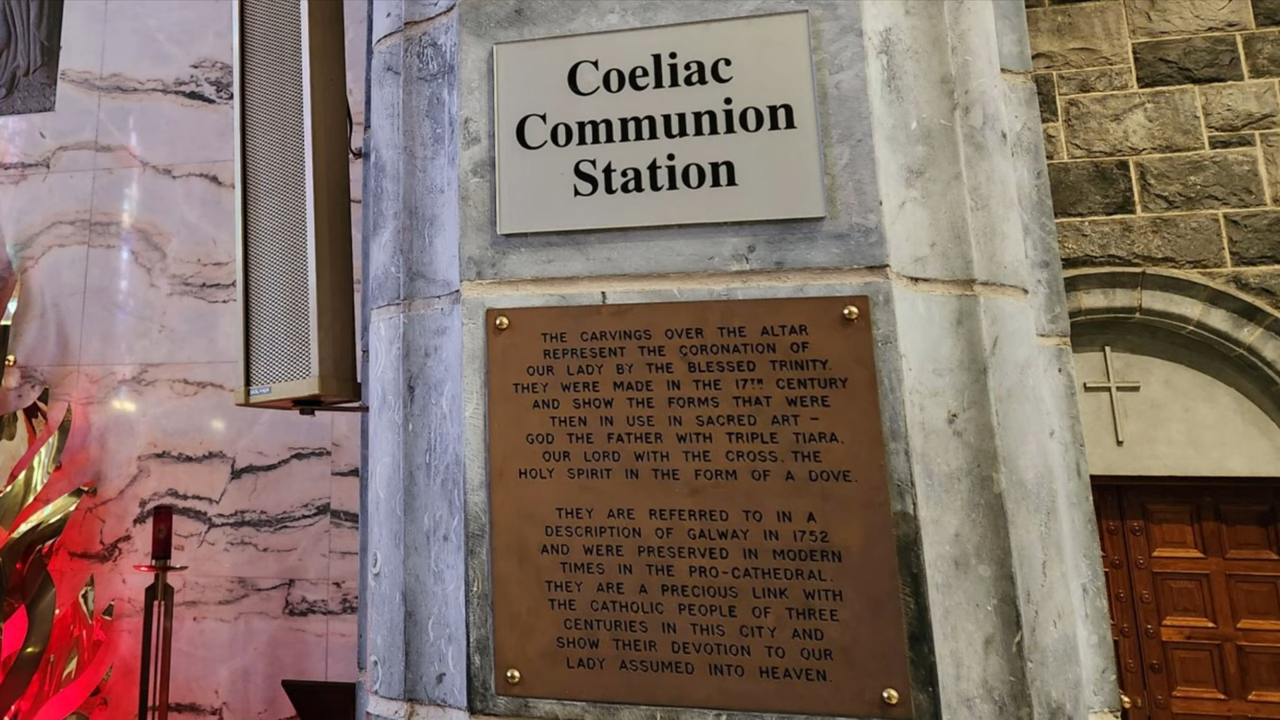 Coeliac
Communion
Station
THE CARVINGS OVER THE ALTAR
REPRESENT THE CORONATION OF
OUR LADY BY THE BLESSED TRINITY.
THEY WERE MADE IN THE 17TH CENTURY
AND SHOW THE FORMS THAT WERE
THEN IN USE IN SACRED ART –
GOD THE FATHER WITH TRIPLE TIARA.
OUR LORD WITH THE CROSS. THE
HOLY SPIRIT IN THE FORM OF A DOVE.
THEY ARE REFERRED TO IN A
DESCRIPTION OF GALWAY IN 1752
AND WERE PRESERVED IN MODERN
TIMES IN THE PRO-CATHEDRAL.
THEY ARE A PRECIOUS LINK WITH
THE CATHOLIC PEOPLE OF THREE
CENTURIES IN THIS CITY AND
SHOW THEIR DEVOTION TO OUR
LADY ASSUMED INTO HEAVEN.